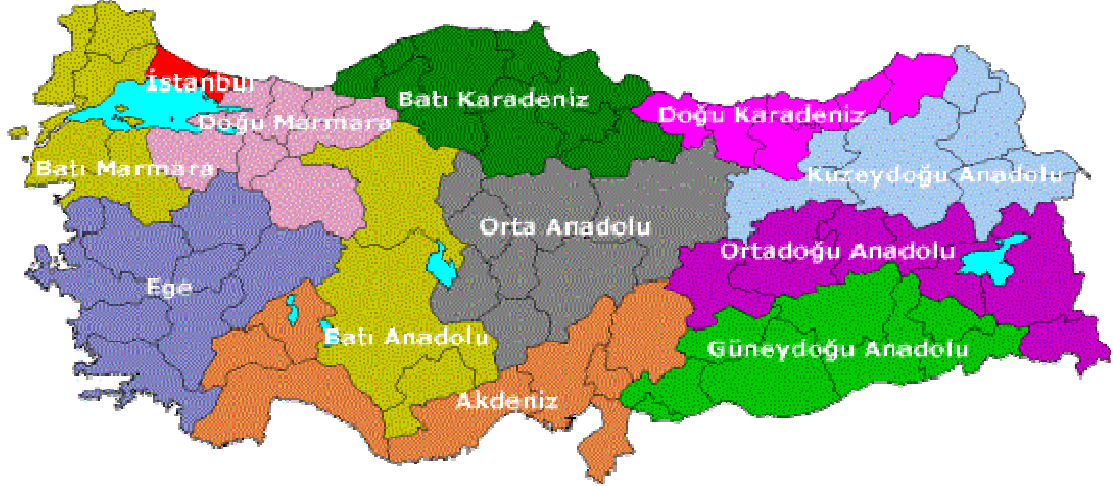 İstanbul
Batı Karadeniz
Doğu Karadeniz
Doğu Marmara
Batı Marmara
Kuzeydoğu Anadolu
Orta Anadolu
Ortadoğu Anadolu
Ege
Batı Anadolu
Güneydoğu Anadolu
Akdeniz